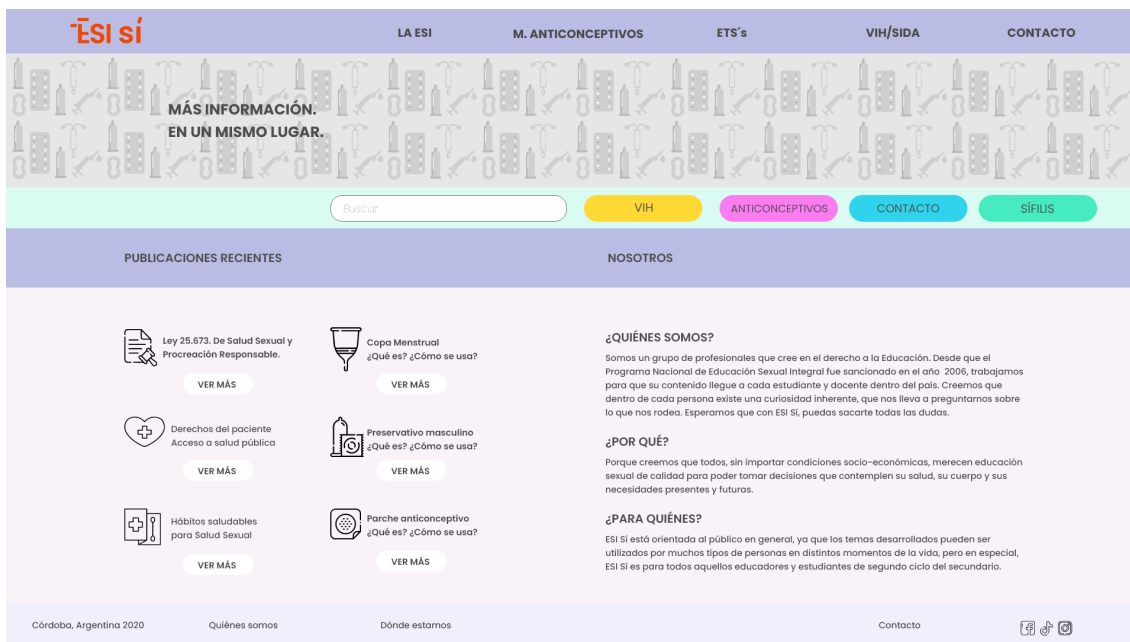 ESI sí
LA ESI
M. ANTICONCEPTIVOS
ETS´s
VIH/SIDA
CONTACTO
MÁS INFORMACIÓN.
EN UN MISMO LUGAR.
Buscar
VIH
ANTICONCEPTIVOS
CONTACTO
SÍFILIS
PUBLICACIONES RECIENTES
NOSOTROS
Ley 25.673. De Salud Sexual y
Procreación Responsable.
VER MÁS
Copa Menstrual
¿Qué es? ¿Cómo se usa?
VER MÁS
Derechos del paciente
Acceso a salud pública
VER MÁS
Preservativo masculino
¿Qué es? ¿Cómo se usa?
VER MÁS
Hábitos saludables
para Salud Sexual
VER MÁS
Parche anticonceptivo
¿Qué es? ¿Cómo se usa?
VER MÁS
¿QUIÉNES SOMOS?
Somos un grupo de profesionales que cree en el derecho a la Educación. Desde que el
Programa Nacional de Educación Sexual Integral fue sancionado en el año 2006, trabajamos
para que su contenido llegue a cada estudiante y docente dentro del país. Creemos que
dentro de cada persona existe una curiosidad inherente, que nos lleva a preguntarnos sobre
lo que nos rodea. Esperamos que con ESI Sí, puedas sacarte todas las dudas.
¿POR QUÉ?
Porque creemos que todos, sin importar condiciones socio-económicas, merecen educación
sexual de calidad para poder tomar decisiones que contemplen su salud, su cuerpo y sus
necesidades presentes y futuras.
¿PARA QUIÉNES?
ESI Sí está orientada al público en general, ya que los temas desarrollados pueden ser
utilizados por muchos tipos de personas en distintos momentos de la vida, pero en especial,
ESI Sí es para todos aquellos educadores y estudiantes de segundo ciclo del secundario.
Córdoba, Argentina 2020
Quiénes somos
Dónde estamos
Contacto